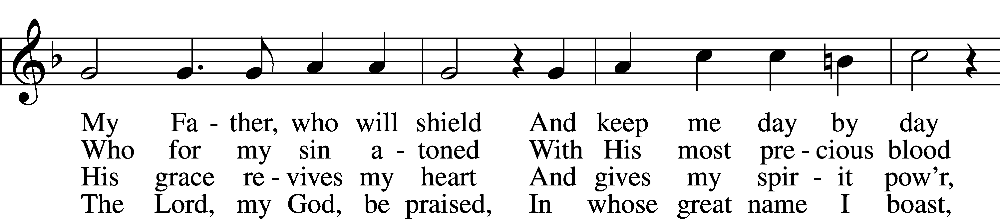 My Fa - ther, who will shield And keep me day by day
Who for my sin a - toned With His most pre - cious blood
His grace re - vives my heart And gives my spir - it pow'r,
The Lord, my God, be praised, In whose great name I boast,